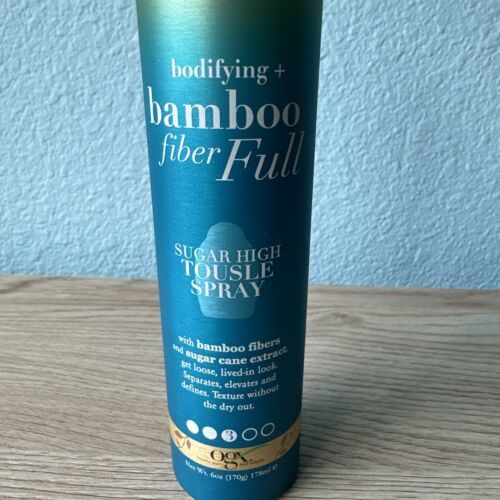 bodifying +
bamboo
fiber Full
SUGAR HIGH
TOUSLE
SPRAY
with bamboo fibers
and sugar cane extract.
get loose, lived-in look.
Separates, elevates and
defines. Texture without
the dry out.
3
ogx
Net Wt. 6oz (170g) 178ml e